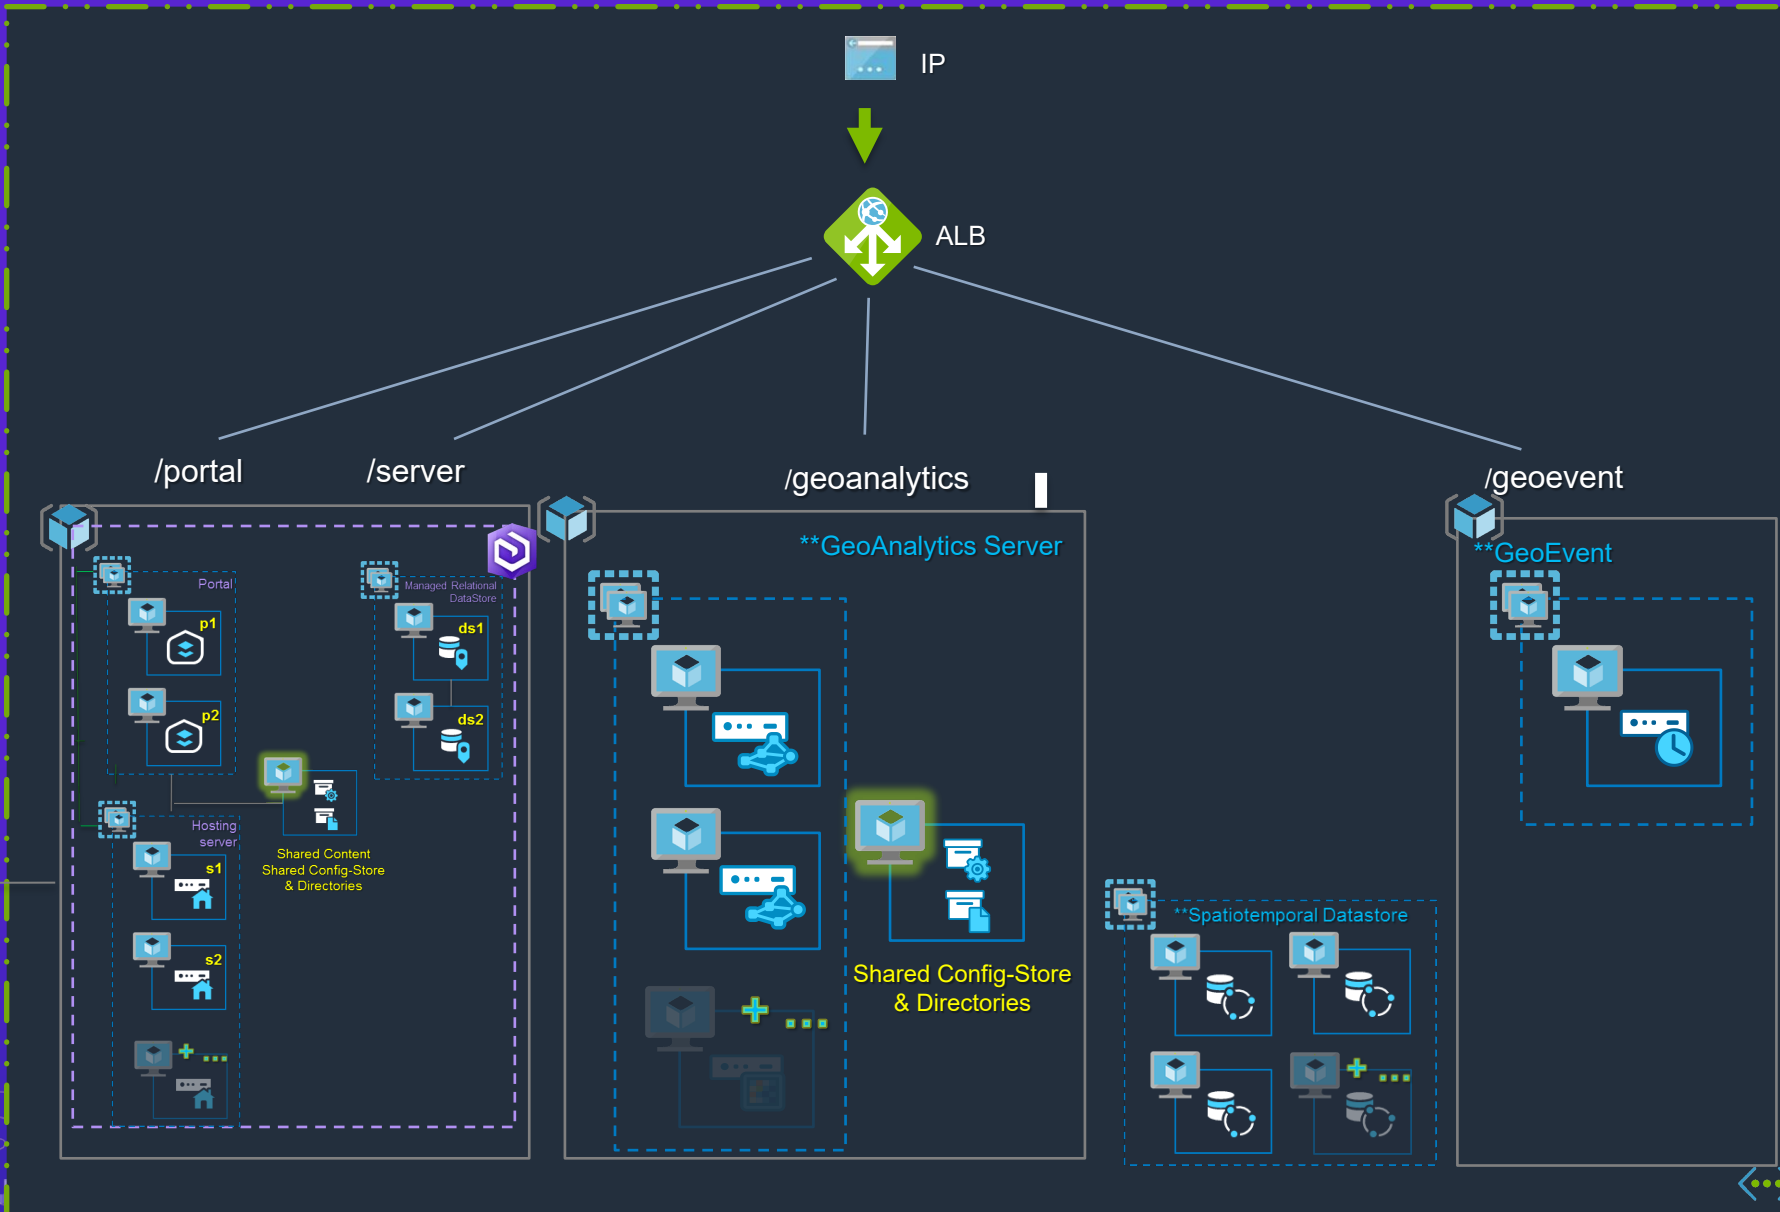 IP
ALB
/portal
/server
/geoanalytics
/geoevent
**GeoAnalytics Server
**GeoEvent
Portal
p1
p2
Managed Relational
DataStore
ds1
ds2
Hosting
server
s1
s2
Shared Content
Shared Config-Store
& Directories
Shared Config-Store
& Directories
**Spatiotemporal Datastore